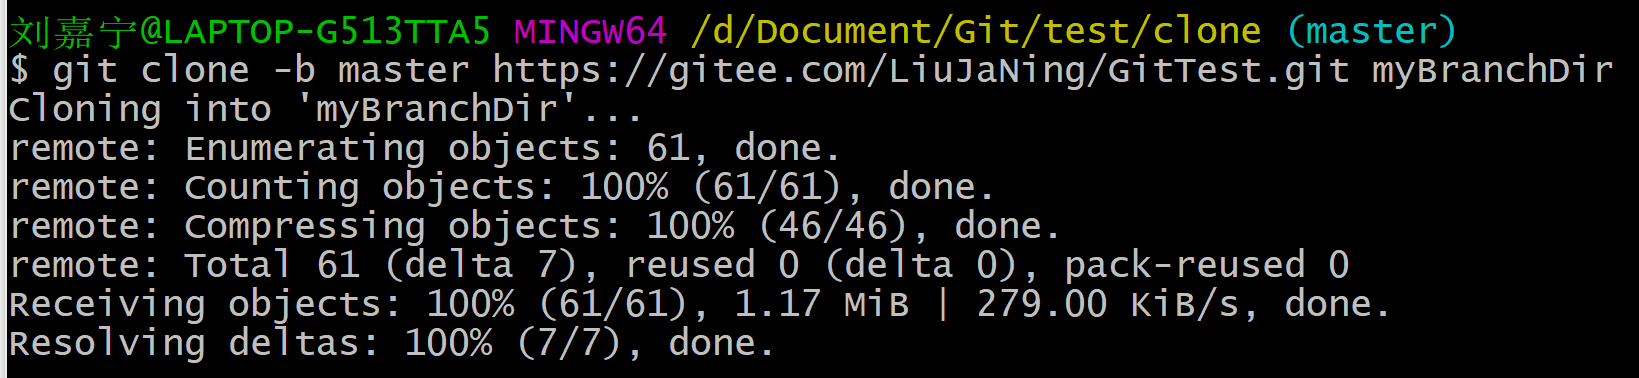 刘嘉宁@LAPTOP-G513TTA5 MINGW64 /d/Document/Git/test/clone (master)
$ git clone -b master https://gitee.com/LiuJaNing/GitTest.git myBranchDir
Cloning into 'myBranchDir'...
remote: Enumerating objects: 61, done.
remote: Counting objects: 100% (61/61), done.
remote: Compressing objects: 100% (46/46), done.
remote: Total 61 (delta 7), reused 0 (delta 0), pack-reused 0
Receiving objects: 100% (61/61), 1.17 MiB | 279.00 KiB/s, done.
Resolving deltas: 100% (7/7), done.